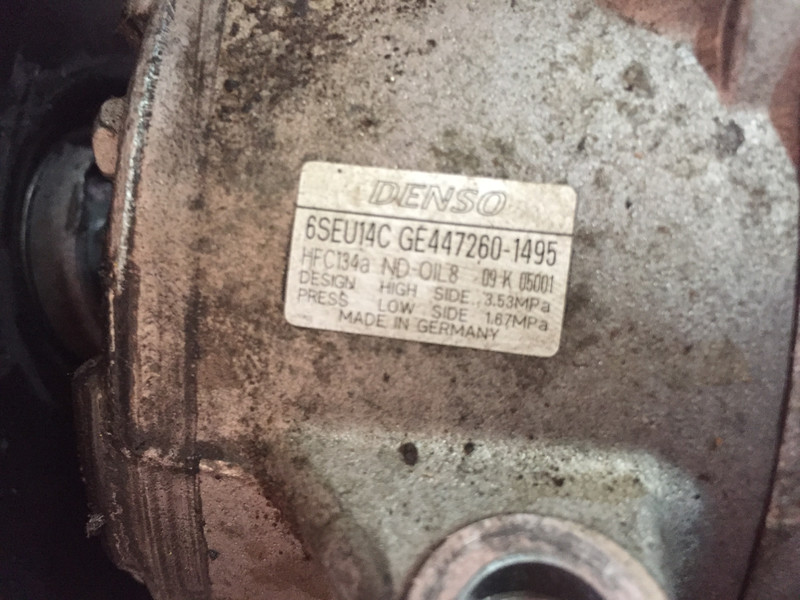 DENSO
6SEU14C GE447260-1495
HFC134a ND-OIL8 09-K 05001
DESIGN HIGH SIDE 3.53MPa
PRESS LOW SIDE 1.67MPa
MADE IN GERMANY